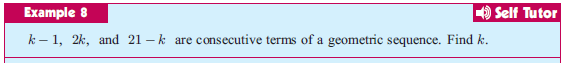 Example 8
Self Tutor
k − 1, 2k, and 21 − k are consecutive terms of a geometric sequence. Find k.